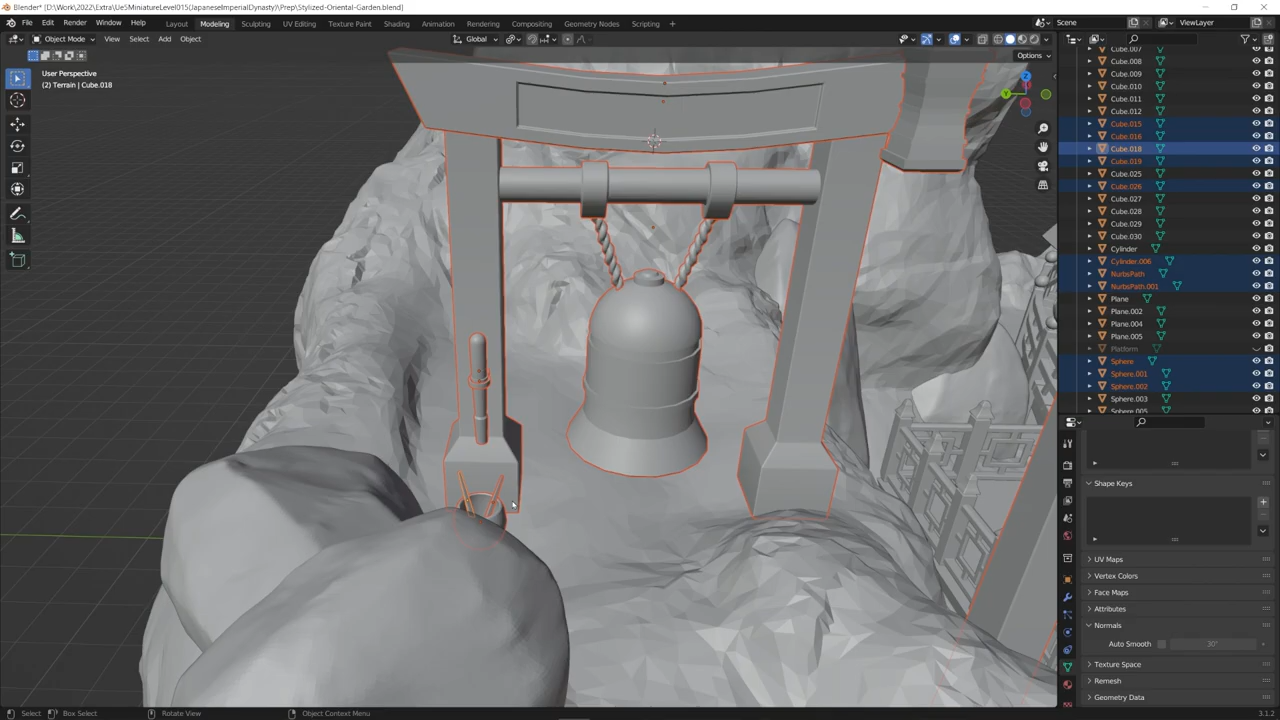 Blender* [D:\Work\2022\Extra\Ue5MiniatureLevel015(JapaneseImperialDynasty)\Prep\Stylized-Oriental-Garden.blend]
File Edit Render Window Help Layout Modeling Sculpting UV Editing Texture Paint Shading Animation Rendering Compositing Geometry Nodes Scripting + Scene ViewLayer
Object Mode View Select Add Object Global
Options
User Perspective
(2) Terrain | Cube.018
Y
Z
Cube.007
Cube.008
Cube.009
Cube.010
Cube.011
Cube.012
Cube.015
Cube.016
Cube.018
Cube.019
Cube.025
Cube.026
Cube.027
Cube.028
Cube.029
Cube.030
Cylinder
Cylinder.006
NurbsPath
NurbsPath.001
Plane
Plane.002
Plane.004
Plane.005
Platform
Sphere
Sphere.001
Sphere.002
Sphere.003
Sphere.005
Shape Keys
UV Maps
Vertex Colors
Face Maps
Attributes
Normals
Auto Smooth 30°
Texture Space
Remesh
Geometry Data
Select Box Select Rotate View Object Context Menu 3.1.2